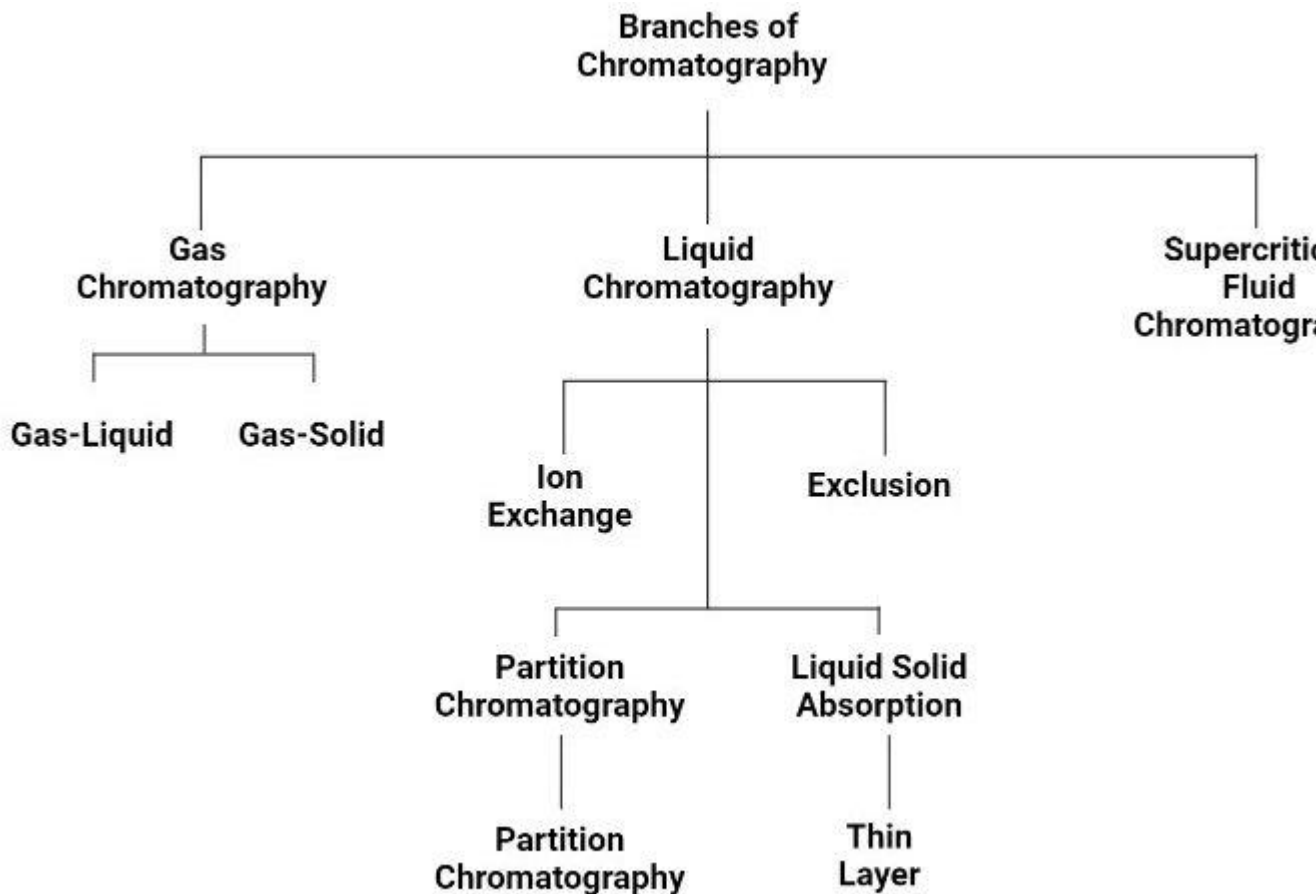 Branches of
Chromatography
Gas
Chromatography
Liquid
Chromatography
Fluid
Gas-Liquid
Gas-Solid
Ion
Exchange
Exclusion
Partition
Chromatography
Liquid Solid
Absorption
Partition
Chromatography
Thin
Layer